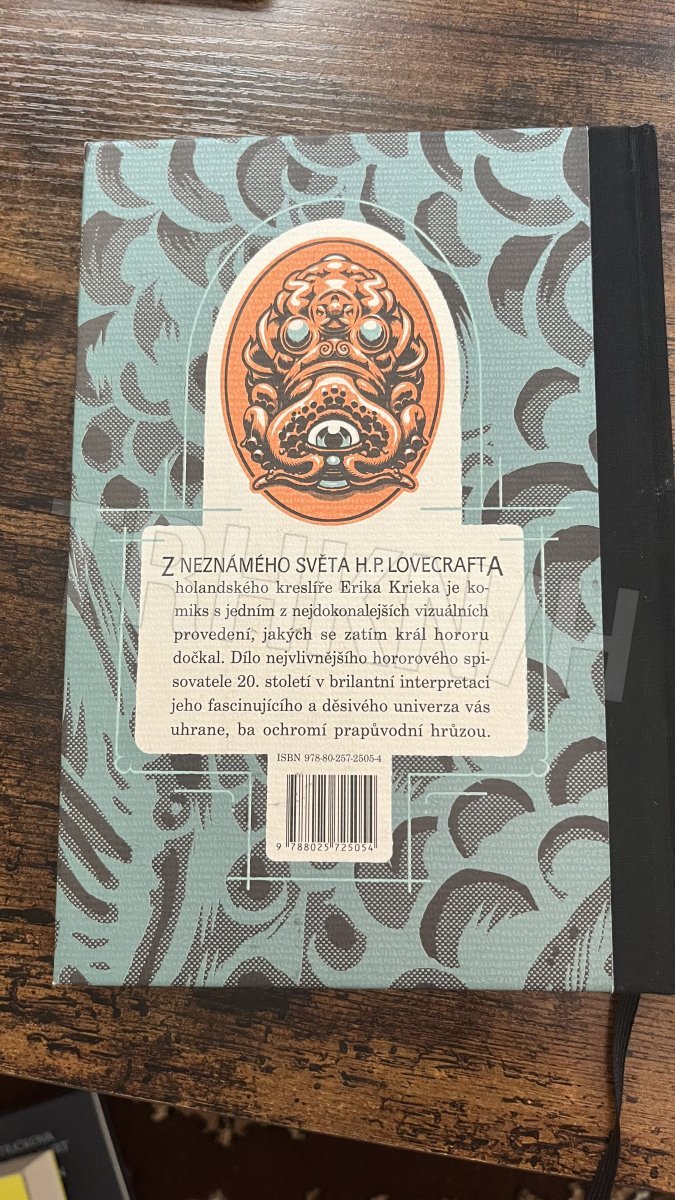 Z NEZNÁMÉHO SVĚTA H. P. LOVECRAFTA
holandského kreslíře Erika Krieka je ko-
miks s jedním z nejdokonalejších vizuálních
provedení, jakých se zatím král hororu
dočkal. Dílo nejvlivnějšího hororového spi-
sovatele 20. století v brilantní interpretaci
jeho fascinujícího a děsivého univerza vás
uhrane, ba ochromí prapůvodní hrůzou.
ISBN 978-80-257-2505-4
9 788025 725054